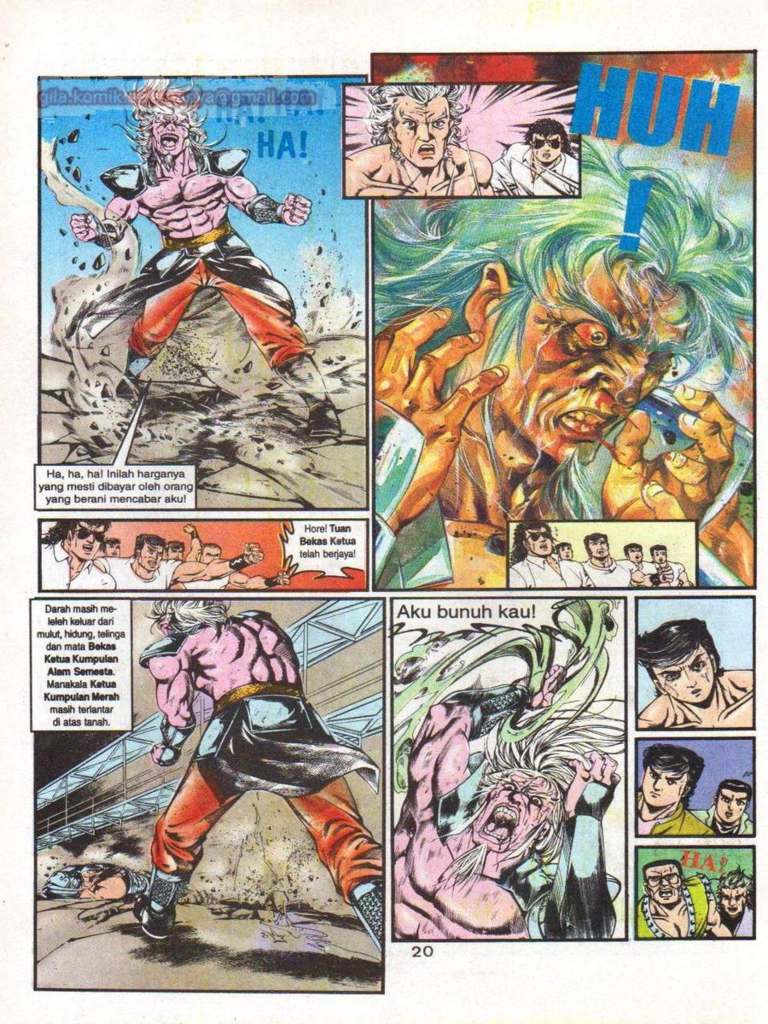 HA! HA!
HA!
Ha, ha, ha! Inilah harganya
yang mesti dibayar oleh orang
yang berani mencabar aku!
HUH
!
Hore! Tuan
Bekas Ketua
telah berjaya!
Darah masih me-
leleh keluar dari
mulut, hidung, telinga
dan mata Bekas
Ketua Kumpulan
Alam Semesta.
Manakala Ketua
Kumpulan Merah
masih terlantar
di atas tanah.
Aku bunuh kau!
HA!
20